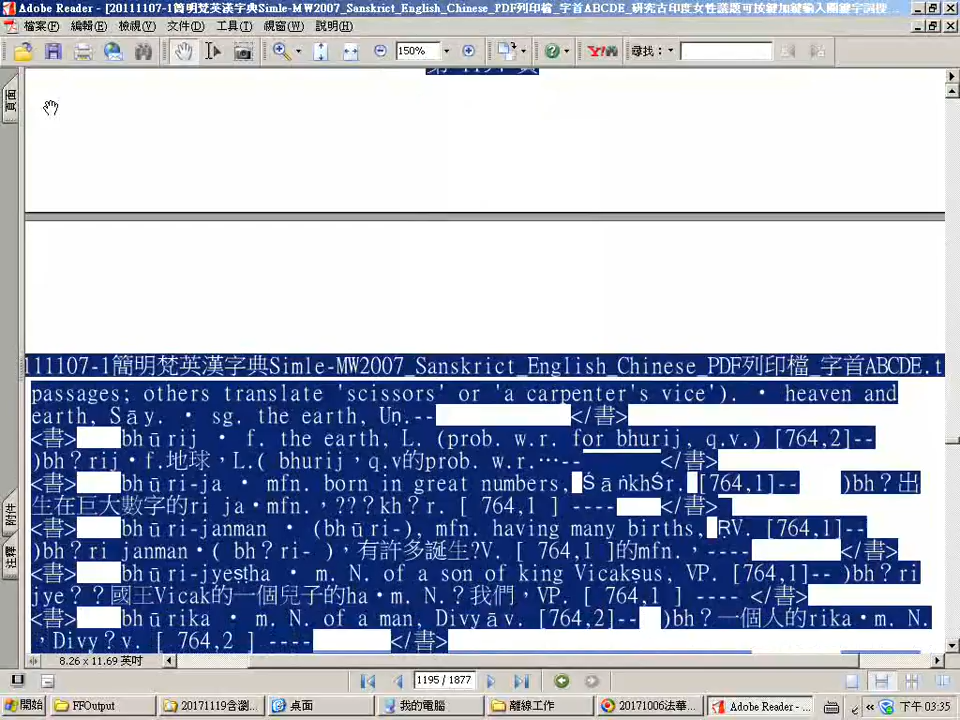 Adobe Reader - [20111107-1簡明梵英漢字典Simle-MW2007_Sanskrict_English_Chinese_PDF列印檔_字首ABCDE_研究古印度女性議題可按鍵加鍵輸入關鍵字詞搜
檔案(F) 編輯(E) 檢視(V) 文件(D) 工具(T) 視窗(W) 說明(H)
150% 尋找：
頁面
第 1194 頁
111107-1簡明梵英漢字典Simle-MW2007_Sanskrict_English_Chinese_PDF列印檔_字首ABCDE.t
passages; others translate 'scissors' or 'a carpenter's vice'). • heaven and
earth, Sāy. • sg. the earth, Uṇ.-- </書>
<書> bhūrij • f. the earth, L. (prob. w.r. for bhurij, q.v.) [764,2]--
)bh？rij•f.地球，L.( bhurij，q.v的prob. w.r.…-- </書>
<書> bhūri-ja • mfn. born in great numbers, ŚāṅkhŚr. [764,1]-- )bh？出
生在巨大數字的ri ja•mfn.，???kh？r. [ 764,1 ] ---- </書>
<書> bhūri-janman • (bhūri-), mfn. having many births, ṚV. [764,1]--
)bh？ri janman•( bh？ri- )，有許多誕生?V. [ 764,1 ]的mfn.，---- </書>
<書> bhūri-jyeṣtha • m. N. of a son of king Vicakṣus, VP. [764,1]-- )bh？ri
jye？？國王Vicak的一個兒子的ha•m. N.？我們，VP. [ 764,1 ] ---- </書>
<書> bhūrika • m. N. of a man, Divyāv. [764,2]-- )bh？一個人的rika•m. N.
，Divy？v. [ 764,2 ] ---- </書>
附件
注釋
8.26 x 11.69 英吋
1195 / 1877
開始 FFOutput 20171119含瀏... 桌面 我的電腦 離線工作 20171006法華... Adobe Reader -... 下午 03:35